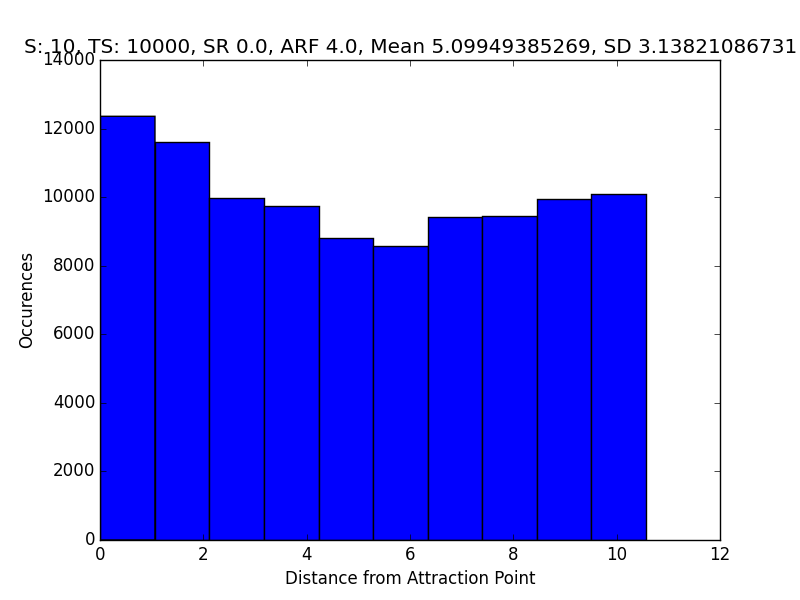 S: 10, TS: 10000, SR 0.0, ARF 4.0, Mean 5.09949385269, SD 3.13821086731
14000
12000
10000
8000
6000
4000
2000
0
Occurences
0 2 4 6 8 10 12
Distance from Attraction Point